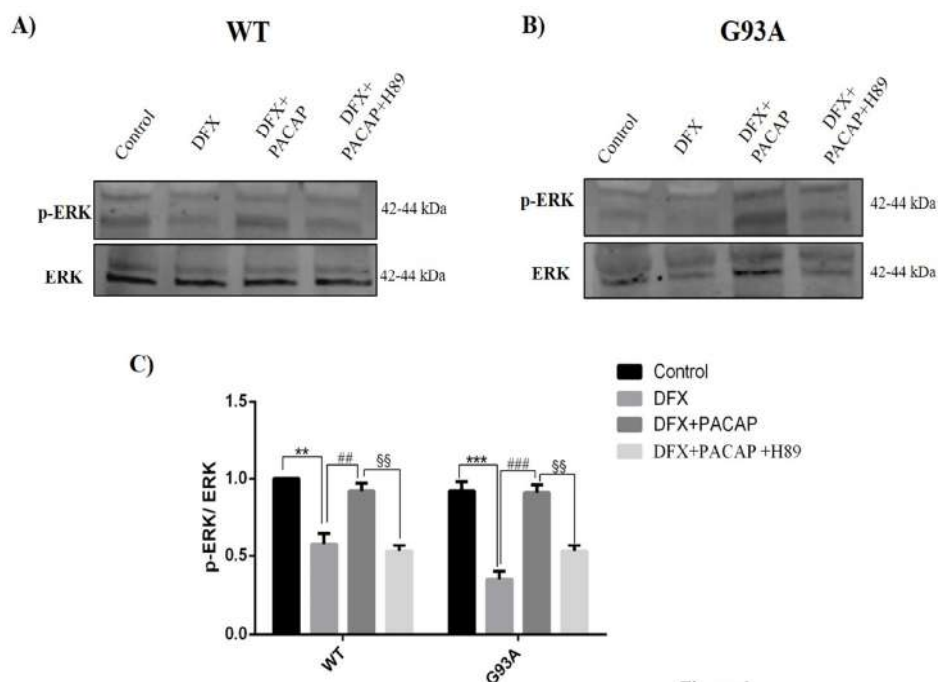 A)
WT
Control
DFX
DFX+
PACAP
DFX+
PACAP+H89
p-ERK
42-44 kDa
ERK
42-44 kDa
B)
G93A
Control
DFX
DFX+
PACAP
DFX+
PACAP+H89
p-ERK
42-44 kDa
ERK
42-44 kDa
C)
Control
DFX
DFX+PACAP
DFX+PACAP +H89
p-ERK/ ERK
1.5
1.0
0.5
0.0
** ## §§
*** ### §§
WT
G93A